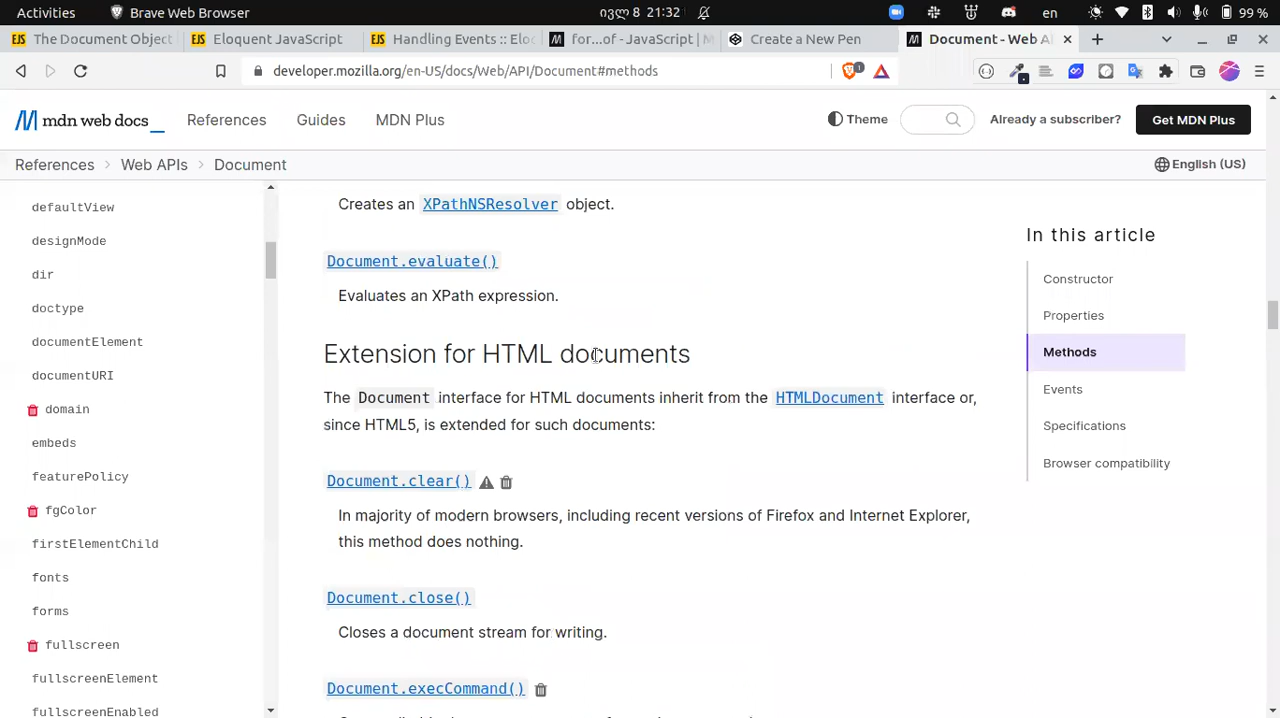 Activities Brave Web Browser ივლ 8 21:32 en 99 %
The Document Object Eloquent JavaScript Handling Events :: Elo for...of - JavaScript | M Create a New Pen Document - Web A
developer.mozilla.org/en-US/docs/Web/API/Document#methods 1
mdn web docs References Guides MDN Plus Theme Already a subscriber? Get MDN Plus
References Web APIs Document English (US)
defaultView
designMode
dir
doctype
documentElement
documentURI
domain
embeds
featurePolicy
fgColor
firstElementChild
fonts
forms
fullscreen
fullscreenElement
fullscreenEnabled
Creates an XPathNSResolver object.
Document.evaluate()
Evaluates an XPath expression.
Extension for HTML documents
The Document interface for HTML documents inherit from the HTMLDocument interface or,
since HTML5, is extended for such documents:
Document.clear()
In majority of modern browsers, including recent versions of Firefox and Internet Explorer,
this method does nothing.
Document.close()
Closes a document stream for writing.
Document.execCommand()
In this article
Constructor
Properties
Methods
Events
Specifications
Browser compatibility